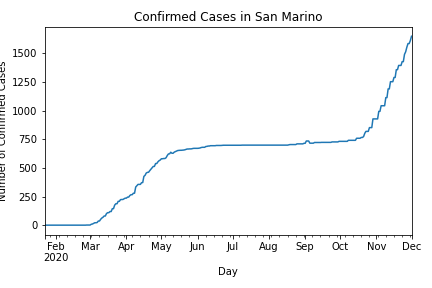 Confirmed Cases in San Marino
Number of Confirmed Cases
1500
1250
1000
750
500
250
0
Feb Mar Apr May Jun Jul Aug Sep Oct Nov Dec
2020
Day